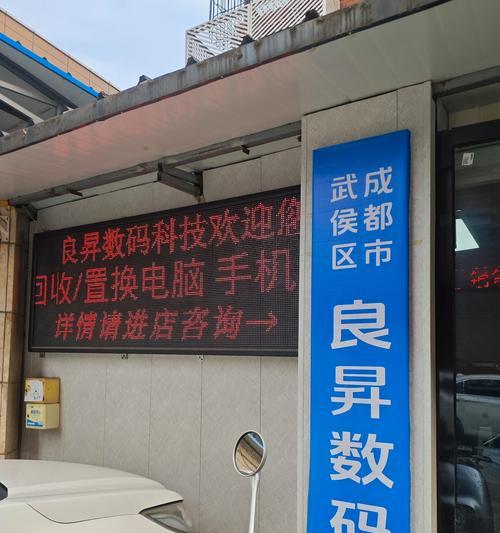 良昇数码科技欢迎您
回收/置换电脑 手机
详情请进店咨询→
成都市
武侯区
良昇数码